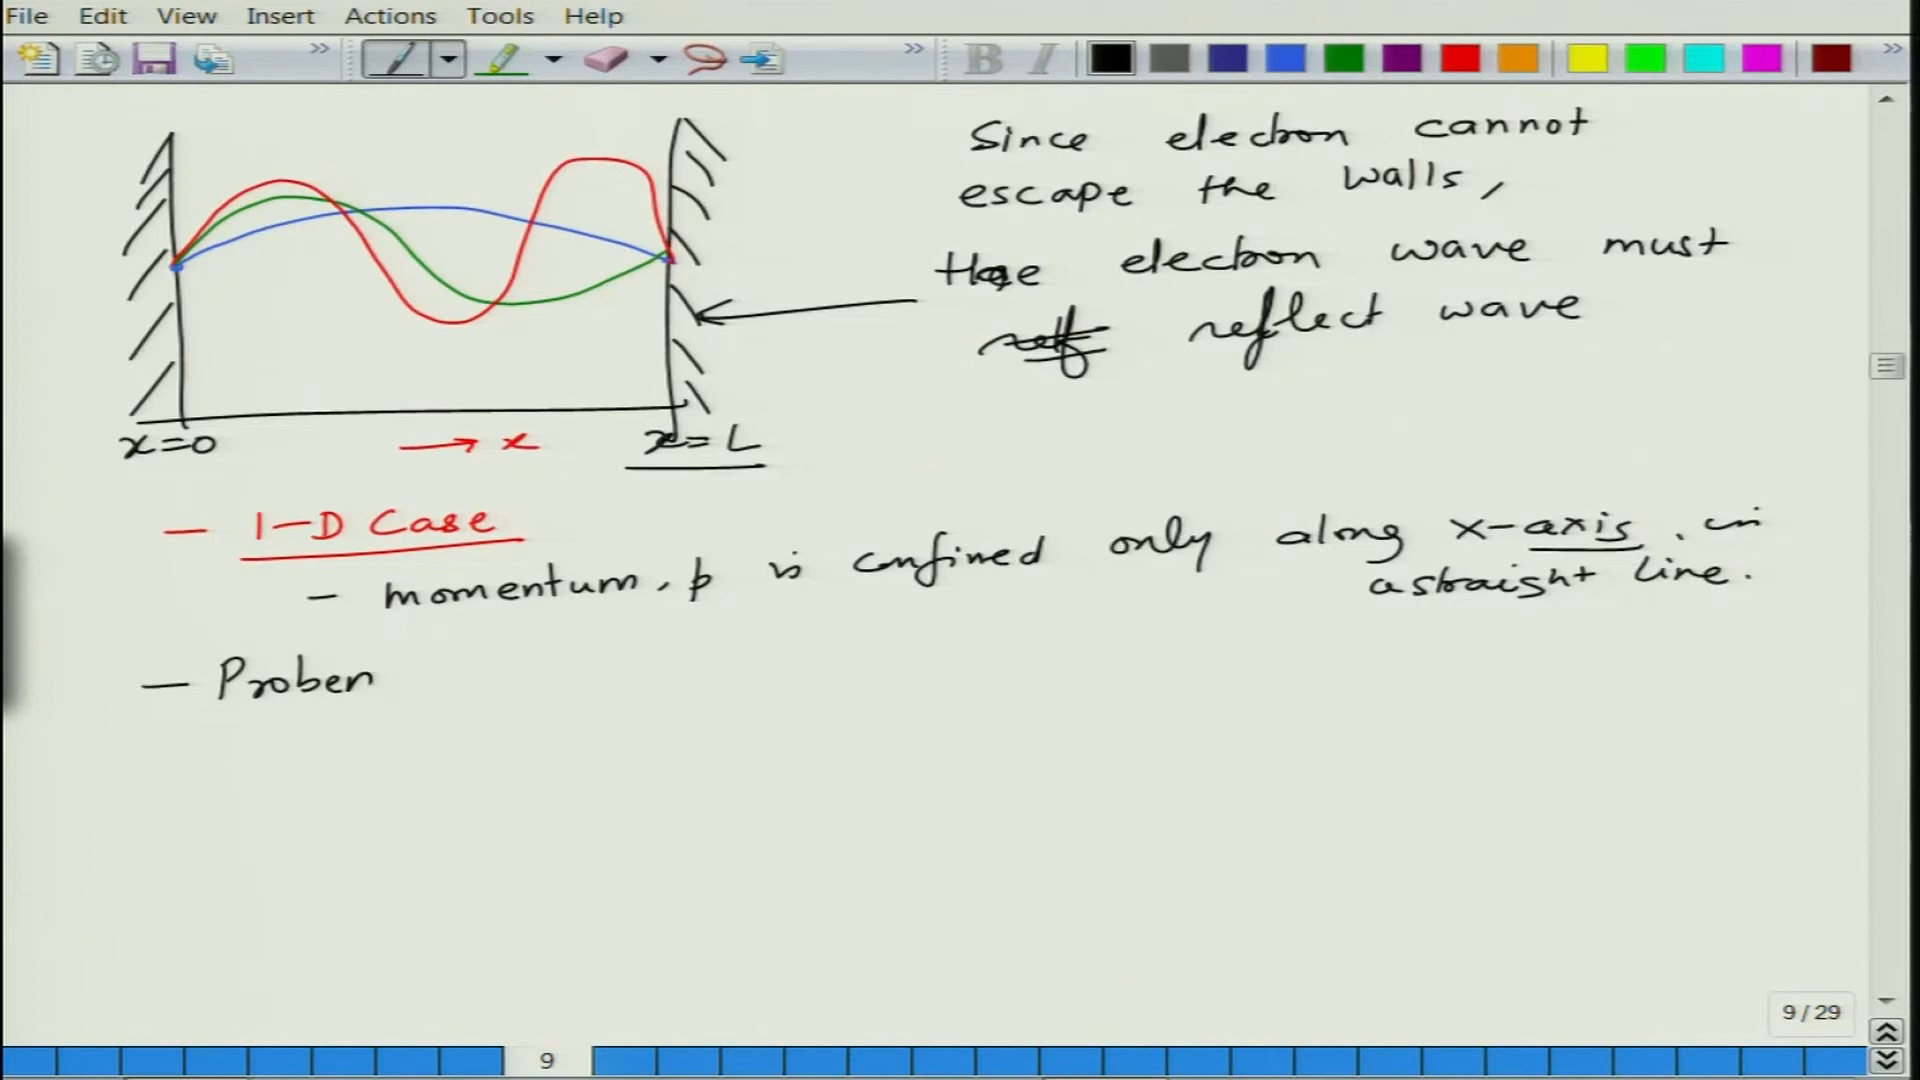 File Edit View Insert Actions Tools Help
B I
Since electron cannot
escape the walls,
electron wave must
reflect wave
x=0
→ x
x=L
- 1-D Case
- momentum, p is confined only along x-axis, in
a straight line.
- Proben
9 / 29
9